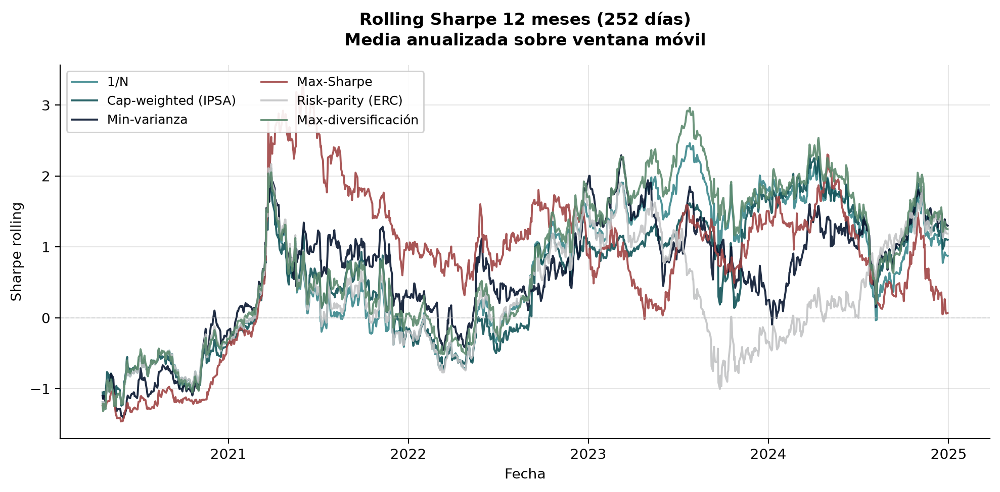 Rolling Sharpe 12 meses (252 días)
Media anualizada sobre ventana móvil
1/N
Cap-weighted (IPSA)
Min-varianza
Max-Sharpe
Risk-parity (ERC)
Max-diversificación
Sharpe rolling
3
2
1
0
−1
2021
2022
2023
2024
2025
Fecha